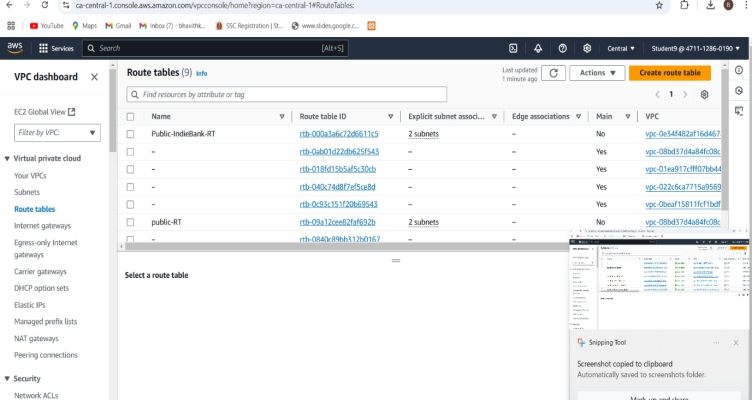 ca-central-1.console.aws.amazon.com/vpcconsole/home?region=ca-central-1#RouteTables:
YouTube Maps Gmail Inbox (7) - bhavithk... SSC Registration | St... www.slides.google.c...
aws Services Search [Alt+S] Central Student9 @ 4711-1286-0190
VPC dashboard
EC2 Global View
Filter by VPC:
Virtual private cloud
Your VPCs
Subnets
Route tables
Internet gateways
Egress-only Internet
gateways
Carrier gateways
DHCP option sets
Elastic IPs
Managed prefix lists
NAT gateways
Peering connections
Security
Network ACLs
Route tables (9) Info
Last updated
1 minute ago
Actions
Create route table
Find resources by attribute or tag
1
Name Route table ID Explicit subnet associ... Edge associations Main VPC
Public-IndieBank-RT rtb-000a3a6c72d6611c5 2 subnets – No vpc-0e34f482af16d467
– rtb-0ab01d22db625f543 – – Yes vpc-08bd37d4a84fc08c
– rtb-018fd15b5af5c30cb – – Yes vpc-01ea917cfff07bb44
– rtb-040c74d8f7ef5ce8d – – Yes vpc-022c6ca7715a9569
– rtb-0c93c151f20b69543 – – Yes vpc-0beaf15811fcf1bdf
public-RT rtb-09a12cee82faf692b 2 subnets – No vpc-08bd37d4a84fc08c
– rtb-0840c89bb312b0167
Select a route table
Snipping Tool
Screenshot copied to clipboard
Automatically saved to screenshots folder.
Mark-up and share